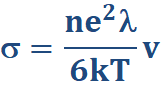 σ = ne²λ/6kT v